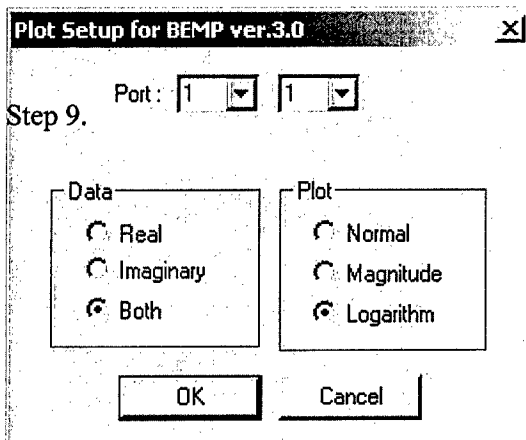 Plot Setup for BEMP ver.3.0
Port : 1 1
Step 9.
Data
Real
Imaginary
Both
Plot
Normal
Magnitude
Logarithm
OK Cancel